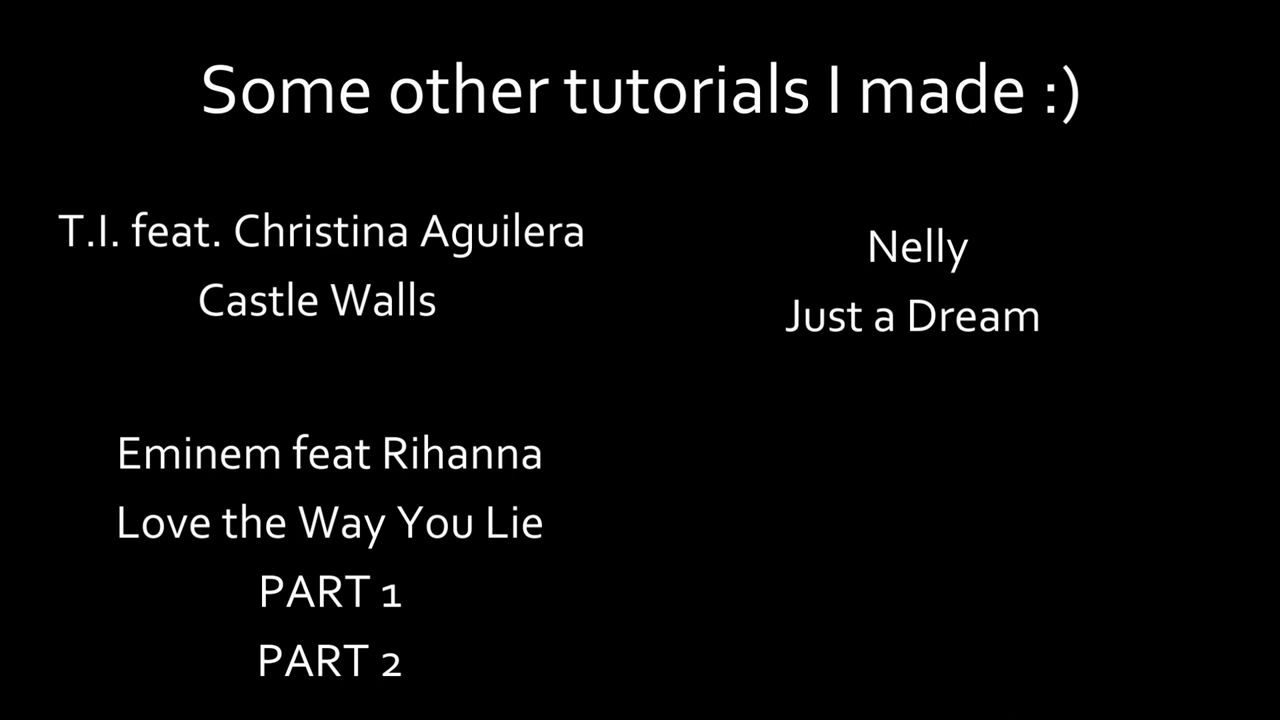 Some other tutorials I made :)
T.I. feat. Christina Aguilera
Castle Walls
Nelly
Just a Dream
Eminem feat Rihanna
Love the Way You Lie
PART 1
PART 2